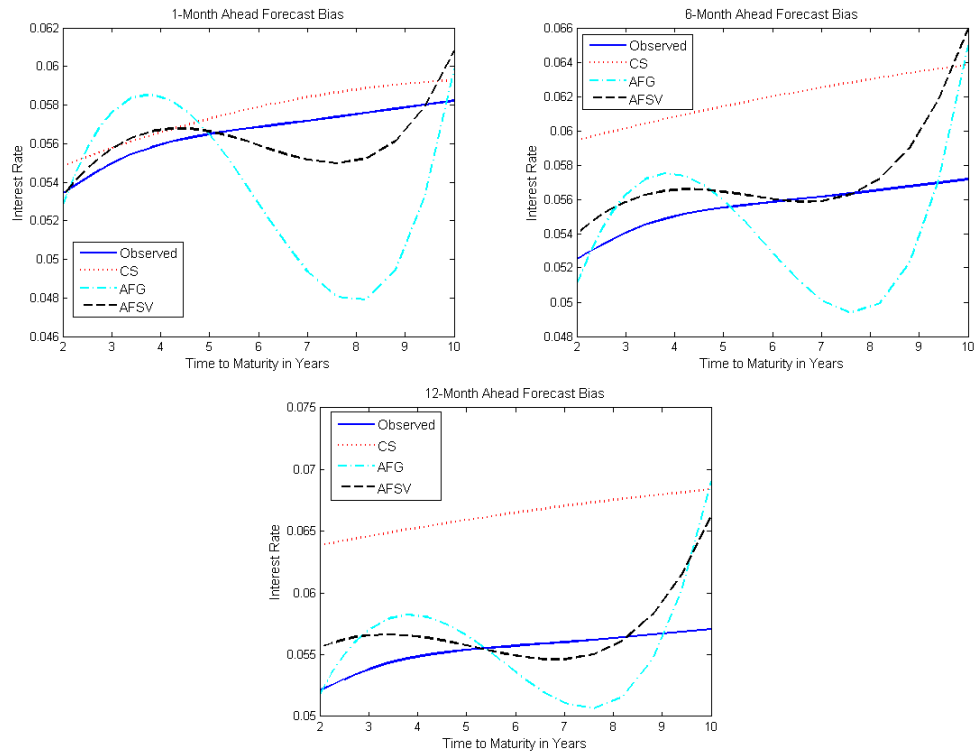 1-Month Ahead Forecast Bias
0.062
0.06
0.058
0.056
0.054
0.052
0.05
0.048
0.046
Interest Rate
Observed
CS
AFG
AFSV
2 3 4 5 6 7 8 9 10
Time to Maturity in Years
6-Month Ahead Forecast Bias
0.066
0.064
0.062
0.06
0.058
0.056
0.054
0.052
0.05
0.048
Interest Rate
Observed
CS
AFG
AFSV
2 3 4 5 6 7 8 9 10
Time to Maturity in Years
12-Month Ahead Forecast Bias
0.075
0.07
0.065
0.06
0.055
0.05
Interest Rate
Observed
CS
AFG
AFSV
2 3 4 5 6 7 8 9 10
Time to Maturity in Years